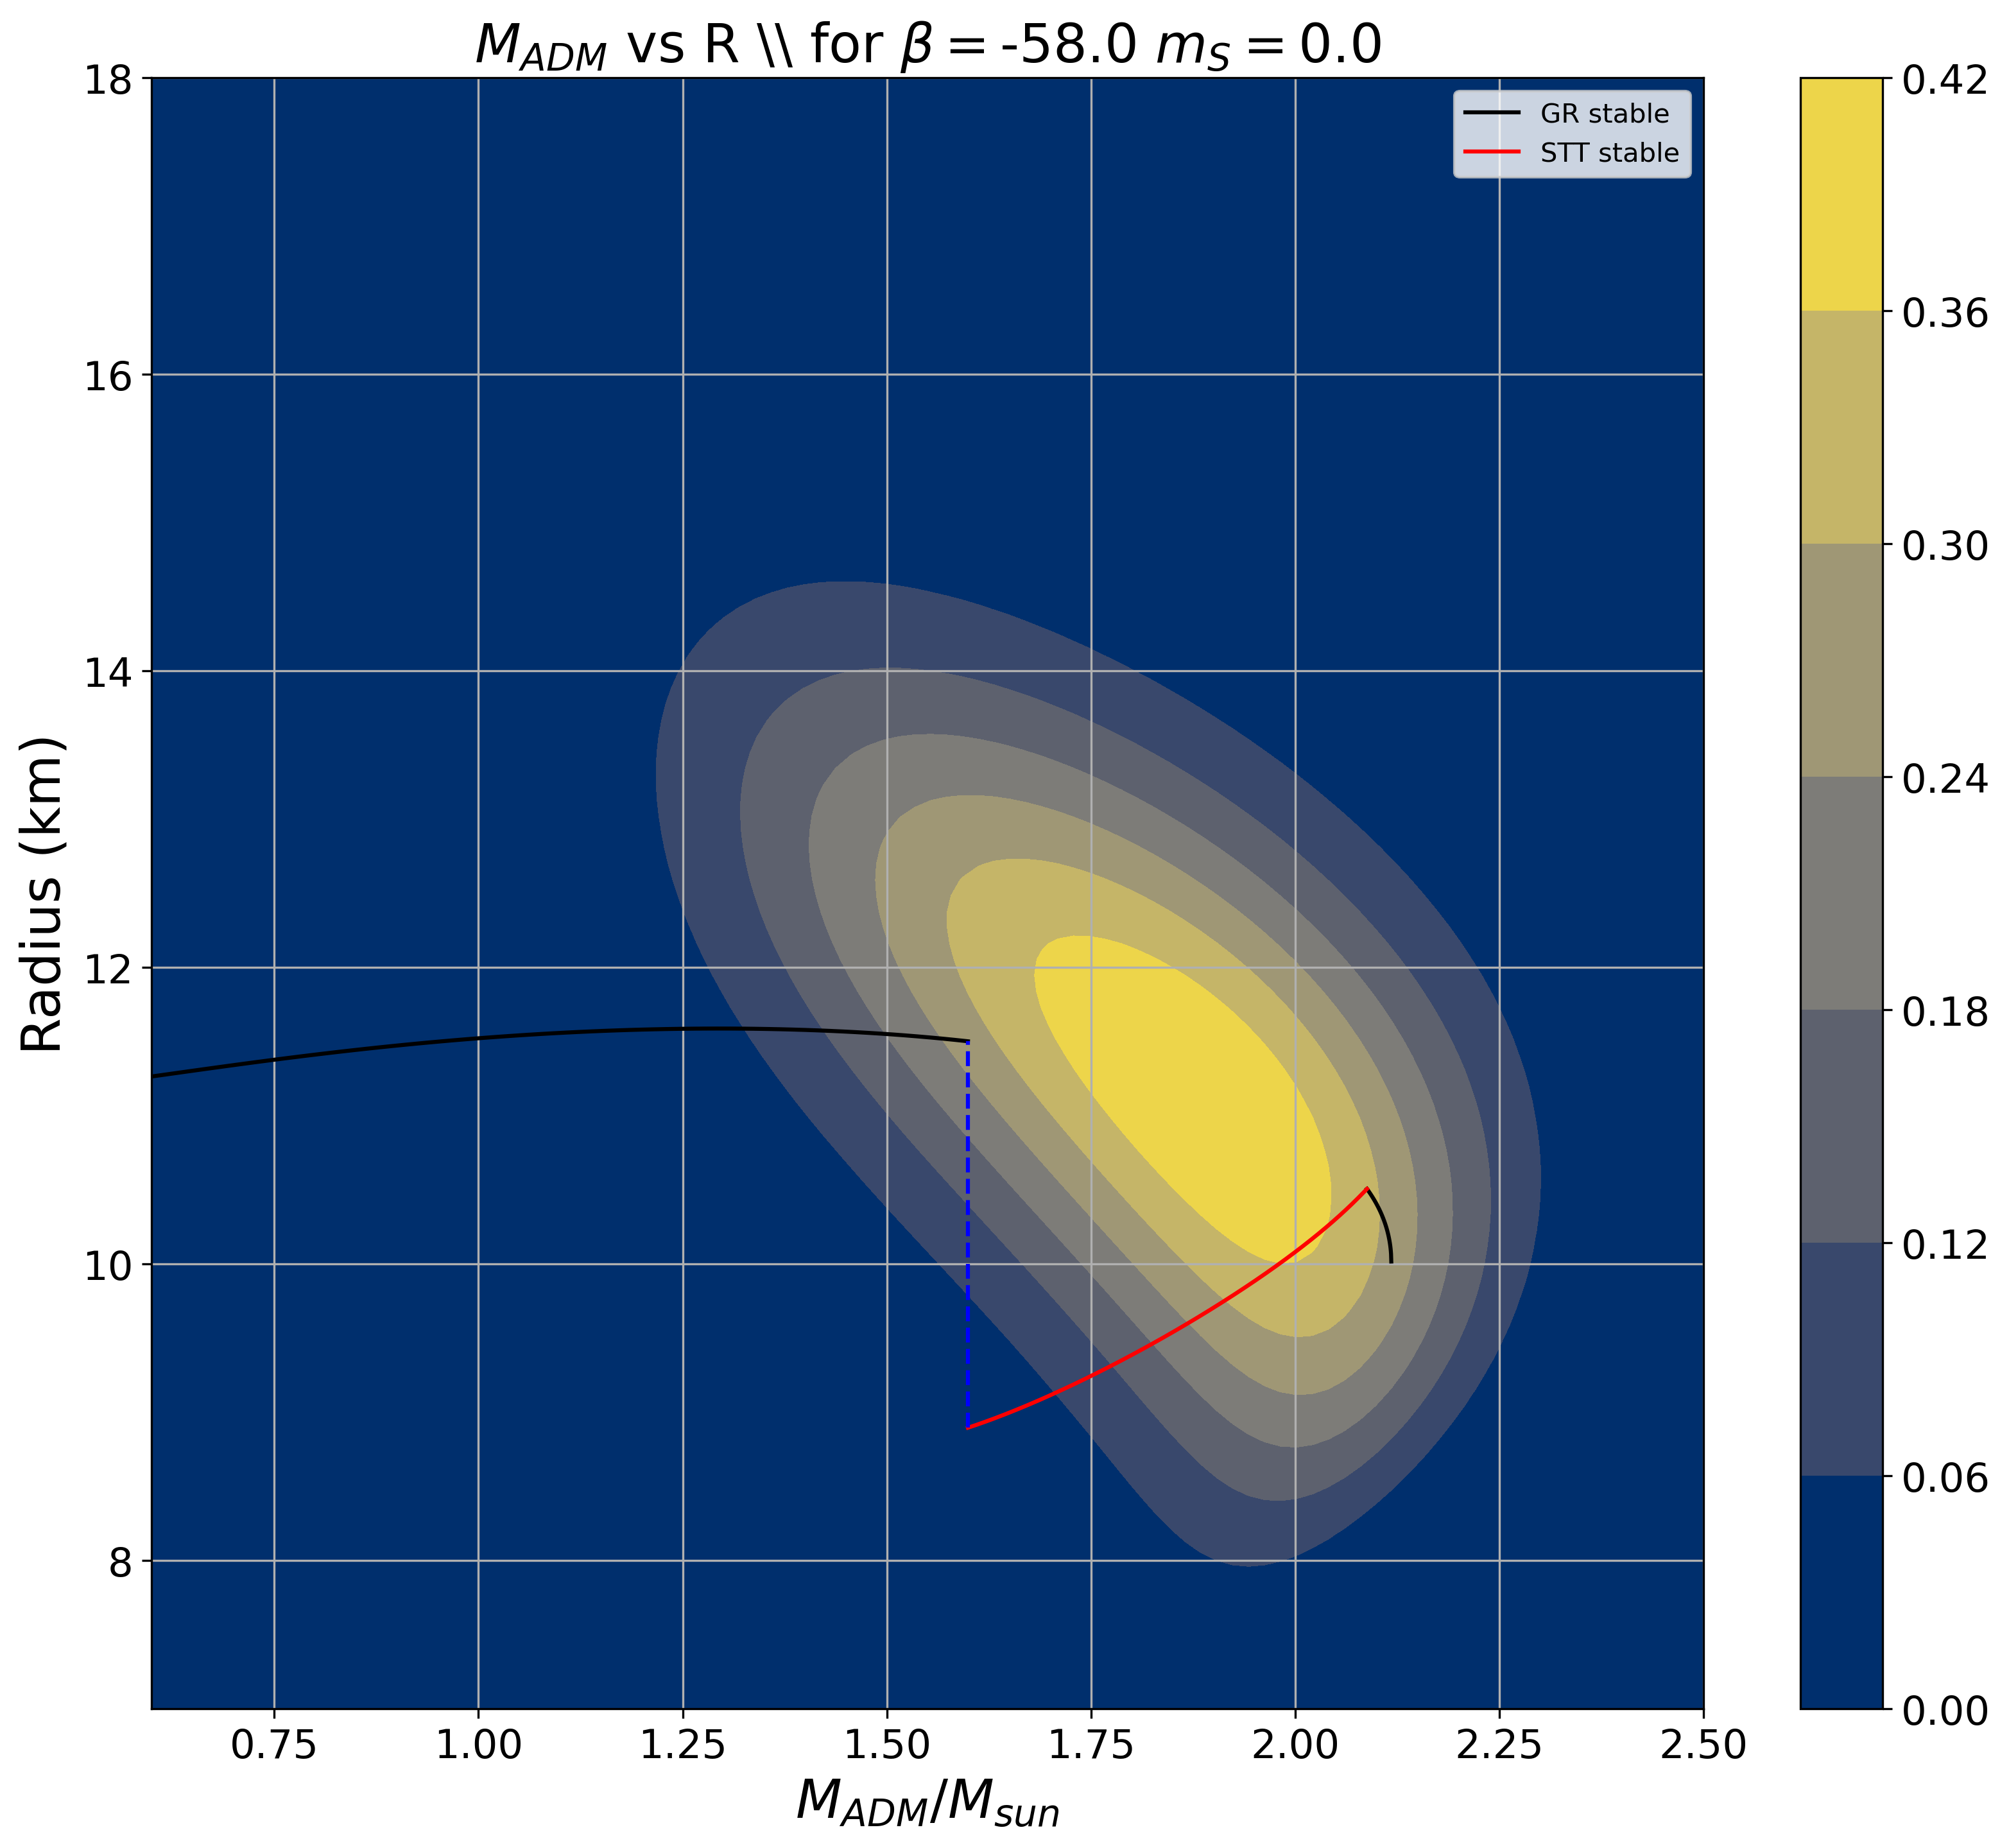 M_ADM vs R \\ for β = -58.0 m_S = 0.0
GR stable
STT stable
Radius (km)
18
16
14
12
10
8
0.75 1.00 1.25 1.50 1.75 2.00 2.25 2.50
M_ADM/M_sun
0.42
0.36
0.30
0.24
0.18
0.12
0.06
0.00